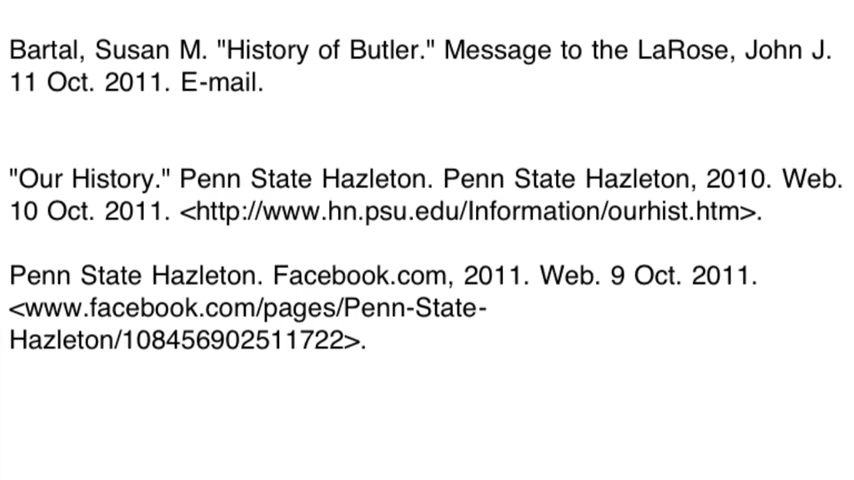 Bartal, Susan M. "History of Butler." Message to the LaRose, John J.
11 Oct. 2011. E-mail.
"Our History." Penn State Hazleton. Penn State Hazleton, 2010. Web.
10 Oct. 2011. <http://www.hn.psu.edu/Information/ourhist.htm>.
Penn State Hazleton. Facebook.com, 2011. Web. 9 Oct. 2011.
<www.facebook.com/pages/Penn-State-
Hazleton/108456902511722>.